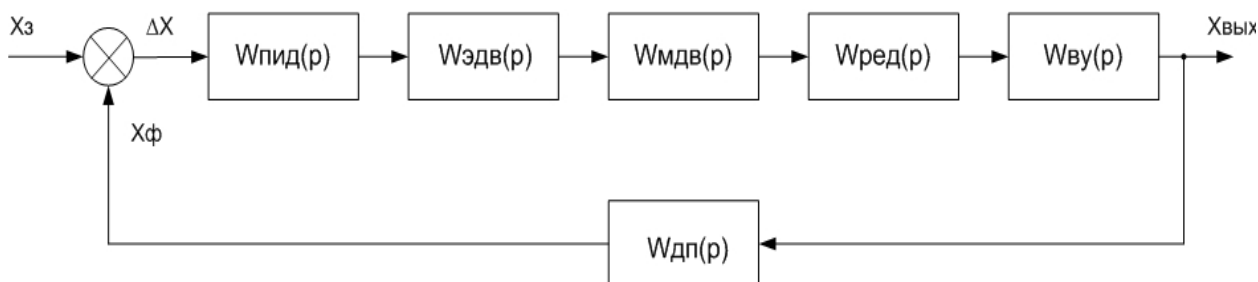 Xз
ΔX
Wпид(р)
Wэдв(р)
Wмдв(р)
Wред(р)
Wву(р)
Xвых
Xф
Wдп(р)